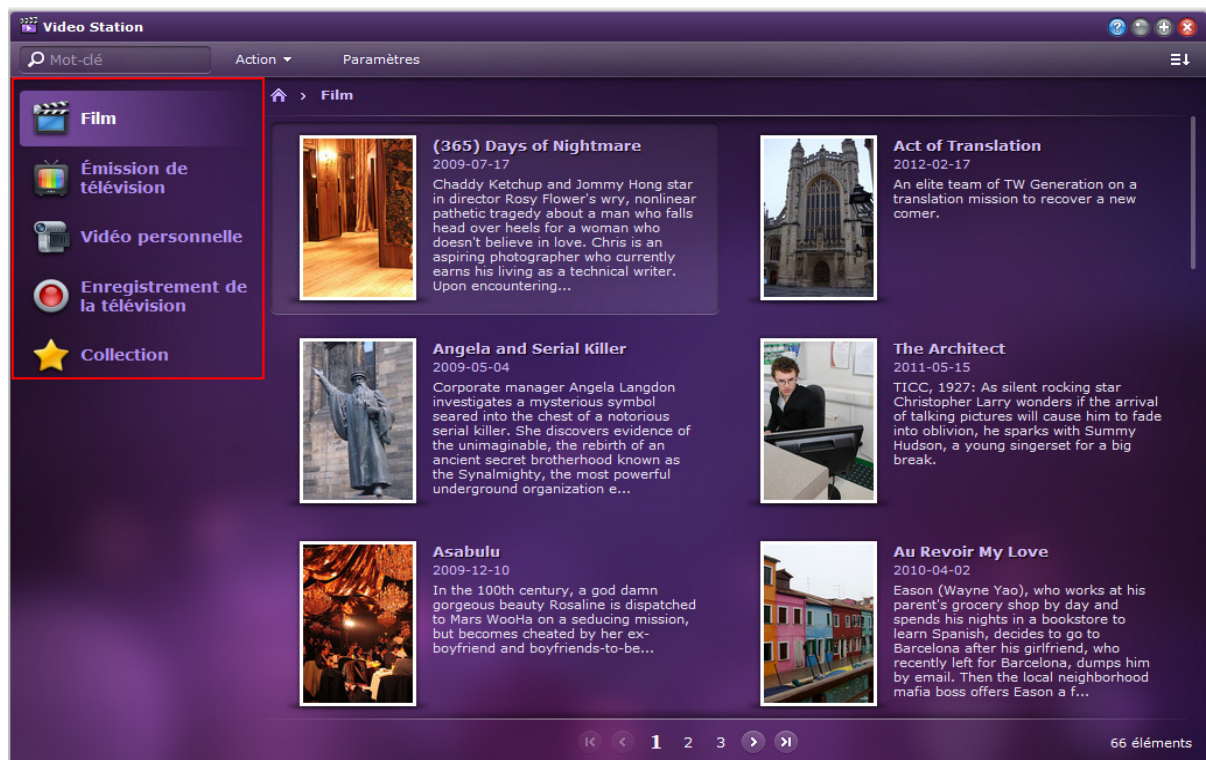 Video Station
Mot-clé
Action
Paramètres
Film
Émission de
télévision
Vidéo personnelle
Enregistrement de
la télévision
Collection
> Film
(365) Days of Nightmare
2009-07-17
Chaddy Ketchup and Jommy Hong star
in director Rosy Flower's wry, nonlinear
pathetic tragedy about a man who falls
head over heels for a woman who
doesn't believe in love. Chris is an
aspiring photographer who currently
earns his living as a technical writer.
Upon encountering...
Act of Translation
2012-02-17
An elite team of TW Generation on a
translation mission to recover a new
comer.
Angela and Serial Killer
2009-05-04
Corporate manager Angela Langdon
investigates a mysterious symbol
seared into the chest of a notorious
serial killer. She discovers evidence of
the unimaginable, the rebirth of an
ancient secret brotherhood known as
the Synalmighty, the most powerful
underground organization e...
The Architect
2011-05-15
TICC, 1927: As silent rocking star
Christopher Larry wonders if the arrival
of talking pictures will cause him to fade
into oblivion, he sparks with Summy
Hudson, a young singerset for a big
break.
Asabulu
2009-12-10
In the 100th century, a god damn
gorgeous beauty Rosaline is dispatched
to Mars WooHa on a seducing mission,
but becomes cheated by her ex-
boyfriend and boyfriends-to-be...
Au Revoir My Love
2010-04-02
Eason (Wayne Yao), who works at his
parent's grocery shop by day and
spends his nights in a bookstore to
learn Spanish, decides to go to
Barcelona after his girlfriend, who
recently left for Barcelona, dumps him
by email. Then the local neighborhood
mafia boss offers Eason a f...
1 2 3
66 éléments